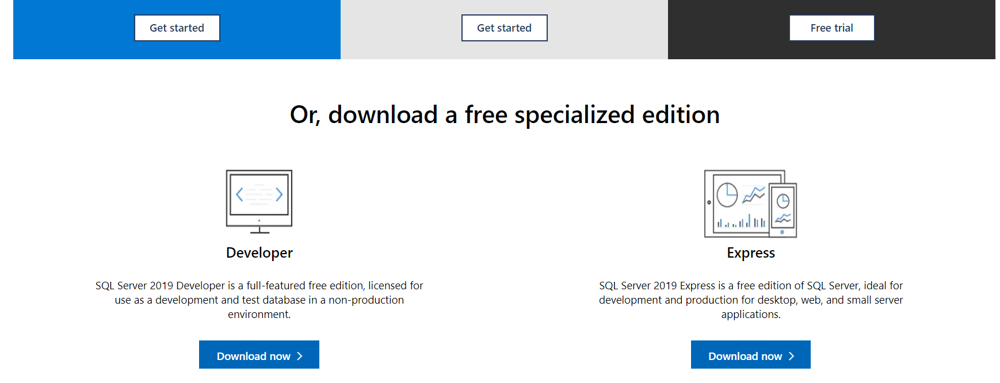 Get started
Get started
Free trial
Or, download a free specialized edition
Developer
SQL Server 2019 Developer is a full-featured free edition, licensed for
use as a development and test database in a non-production
environment.
Download now
Express
SQL Server 2019 Express is a free edition of SQL Server, ideal for
development and production for desktop, web, and small server
applications.
Download now